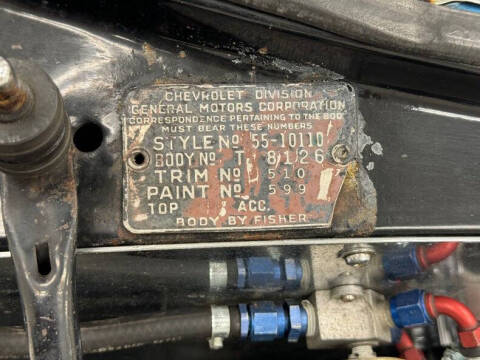 CHEVROLET DIVISION
GENERAL MOTORS CORPORATION
CORRESPONDENCE PERTAINING TO THE BODY
MUST BEAR THESE NUMBERS
STYLE No 55-1011D
BODY No T 8126
TRIM No 510
PAINT No 599
TOP ACC.
BODY BY FISHER